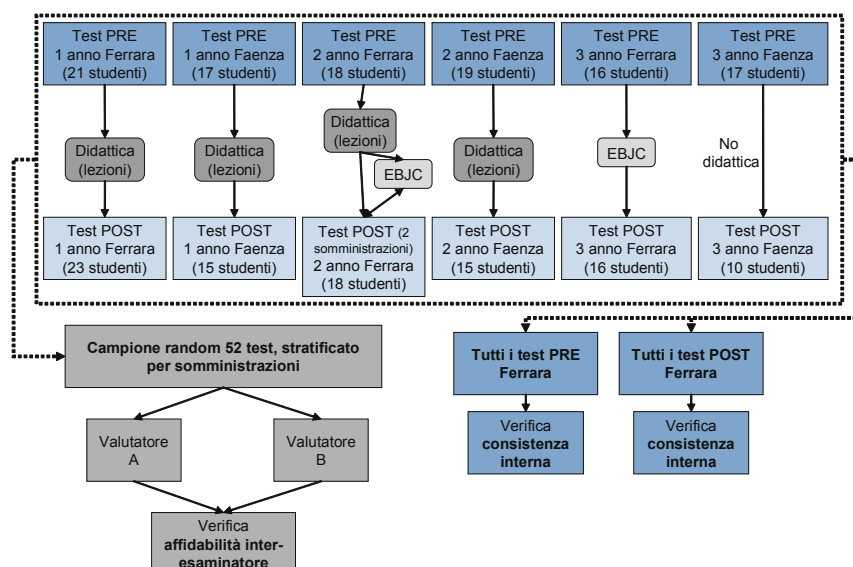 Test PRE
1 anno Ferrara
(21 studenti)
Test PRE
1 anno Faenza
(17 studenti)
Test PRE
2 anno Ferrara
(18 studenti)
Test PRE
2 anno Faenza
(19 studenti)
Test PRE
3 anno Ferrara
(16 studenti)
Test PRE
3 anno Faenza
(17 studenti)
Didattica
(lezioni)
Didattica
(lezioni)
Didattica
(lezioni)
EBJC
Didattica
(lezioni)
EBJC
No
didattica
Test POST
1 anno Ferrara
(23 studenti)
Test POST
1 anno Faenza
(15 studenti)
Test POST (2
somministrazioni)
2 anno Ferrara
(18 studenti)
Test POST
2 anno Faenza
(15 studenti)
Test POST
3 anno Ferrara
(16 studenti)
Test POST
3 anno Faenza
(10 studenti)
Campione random 52 test, stratificato
per somministrazioni
Valutatore
A
Valutatore
B
Verifica
affidabilità inter-
esaminatore
Tutti i test PRE
Ferrara
Tutti i test POST
Ferrara
Verifica
consistenza
interna
Verifica
consistenza
interna